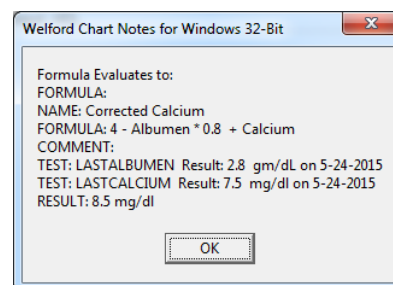 Welford Chart Notes for Windows 32-Bit
Formula Evaluates to:
FORMULA:
NAME: Corrected Calcium
FORMULA: 4 - Albumen * 0.8  + Calcium
COMMENT:
TEST: LASTALBUMEN  Result: 2.8  gm/dL on 5-24-2015
TEST: LASTCALCIUM  Result: 7.5  mg/dl on 5-24-2015
RESULT: 8.5 mg/dl
OK